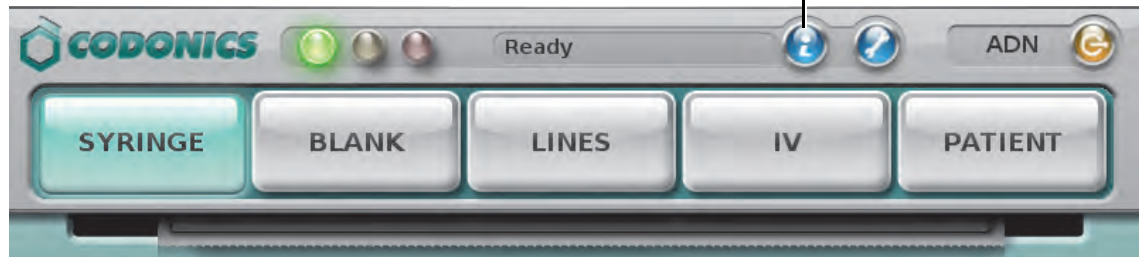 CODONICS Ready i ADN
SYRINGE BLANK LINES IV PATIENT